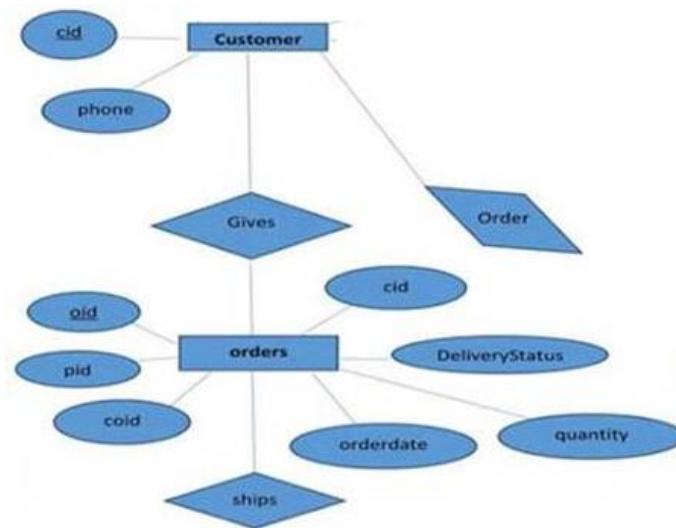 cid
Customer
phone
Gives
Order
cid
oid
orders
DeliveryStatus
pid
coid
orderdate
quantity
ships